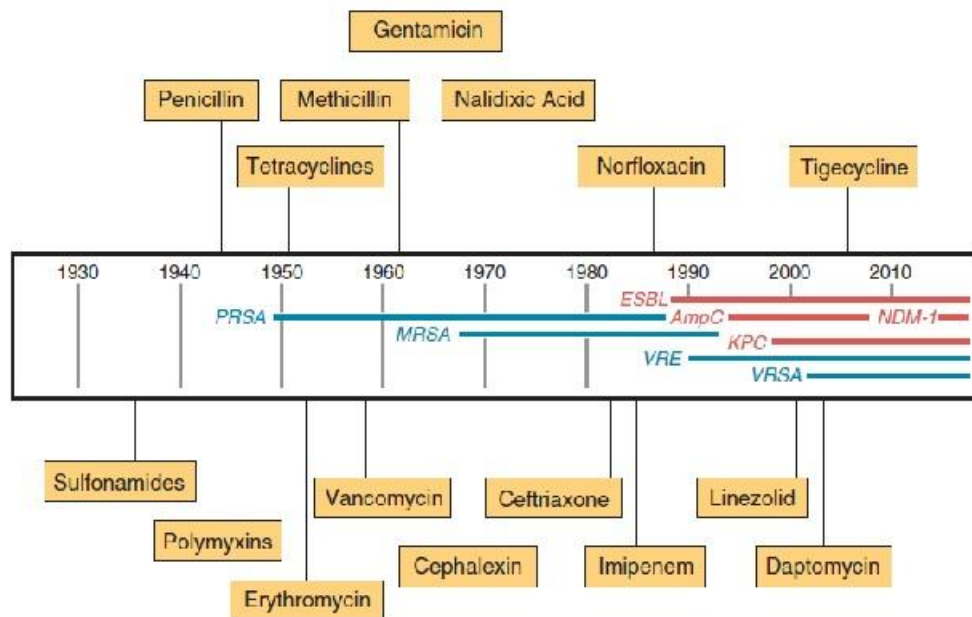 Gentamicin
Penicillin
Methicillin
Nalidixic Acid
Tetracyclines
Norfloxacin
Tigecycline
1930 1940 1950 1960 1970 1980 1990 2000 2010
ESBL
PRSA
AmpC
NDM-1
MRSA
KPC
VRE
VRSA
Sulfonamides
Vancomycin
Ceftriaxone
Linezolid
Polymyxins
Cephalexin
Imipenem
Daptomycin
Erythromycin